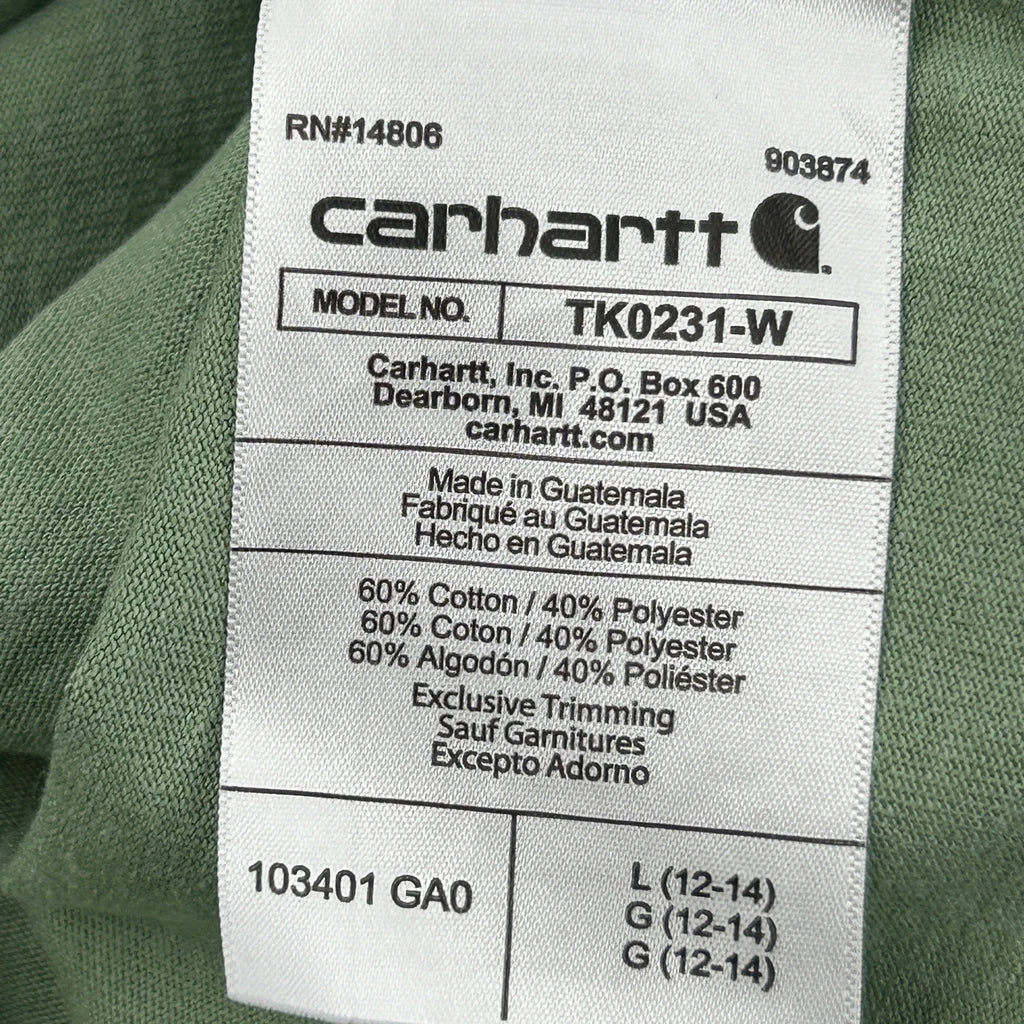 RN#14806
903874
carhartt
MODEL NO. TK0231-W
Carhartt, Inc. P.O. Box 600
Dearborn, MI 48121 USA
carhartt.com
Made in Guatemala
Fabriqué au Guatemala
Hecho en Guatemala
60% Cotton / 40% Polyester
60% Coton / 40% Polyester
60% Algodón / 40% Poliéster
Exclusive Trimming
Sauf Garnitures
Excepto Adorno
103401 GA0
L (12-14)
G (12-14)
G (12-14)